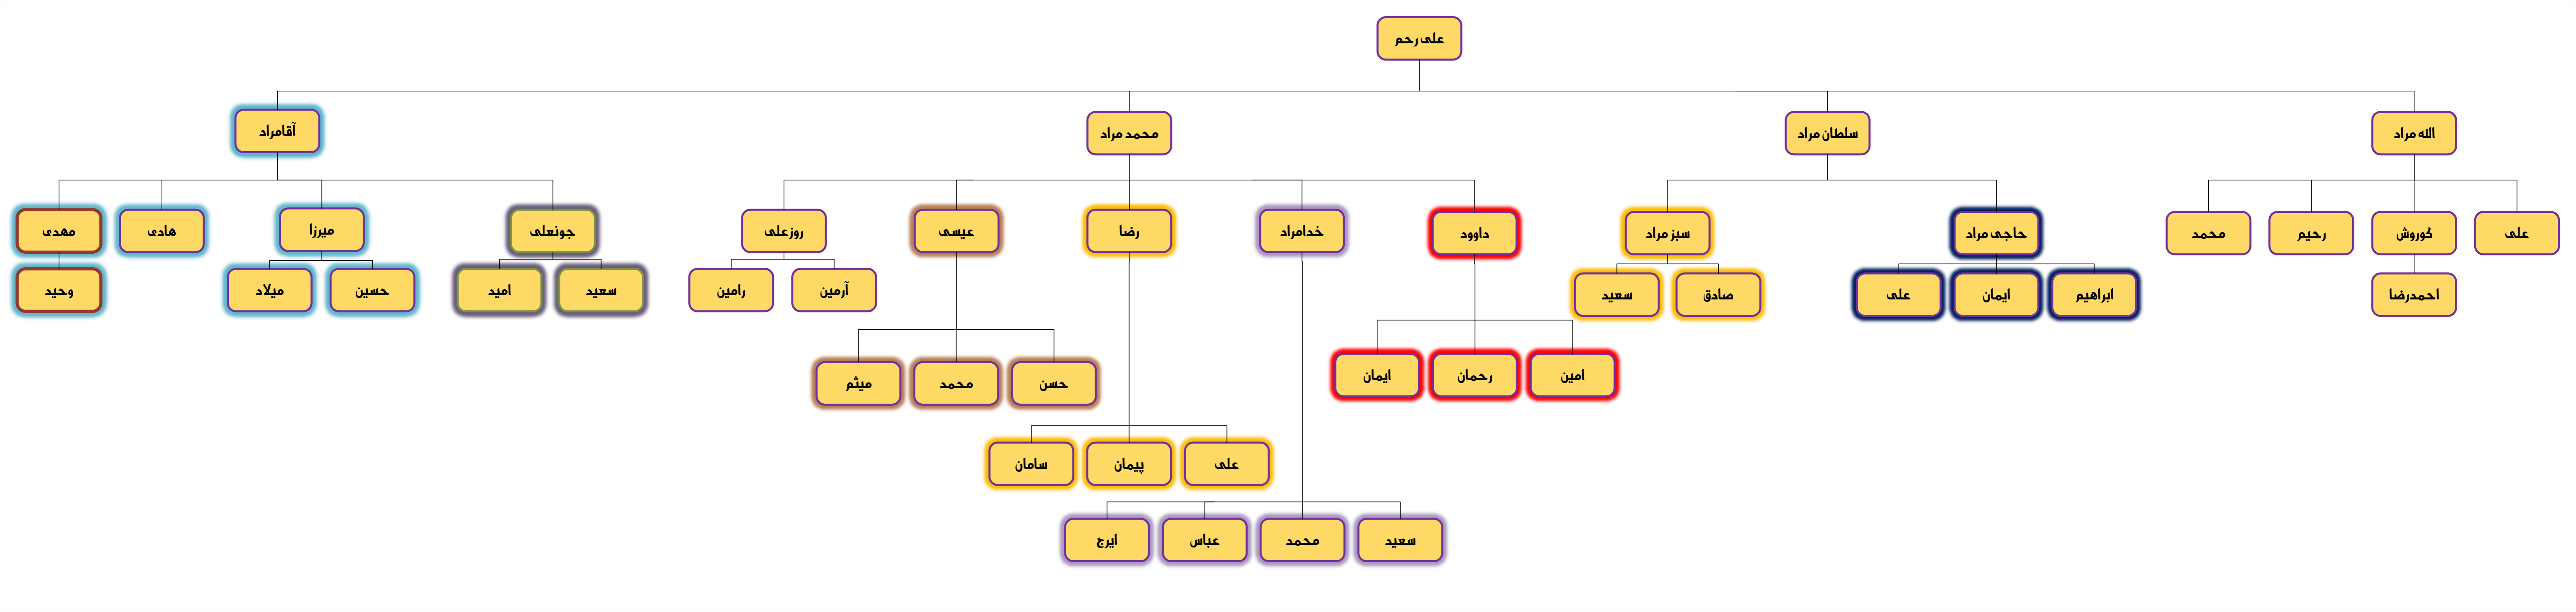 علی رحم
الله مراد
سلطان مراد
محمد مراد
آقامراد
علی
کوروش
رحیم
محمد
حاجی مراد
سبز مراد
داوود
خدامراد
رضا
عیسی
روزعلی
جونعلی
میرزا
هادی
مهدی
احمدرضا
ابراهیم
ایمان
علی
صادق
سعید
آرمین
رامین
سعید
امید
حسین
میلاد
وحید
امین
رحمان
ایمان
حسن
محمد
میثم
علی
پیمان
سامان
سعید
محمد
عباس
ایرج